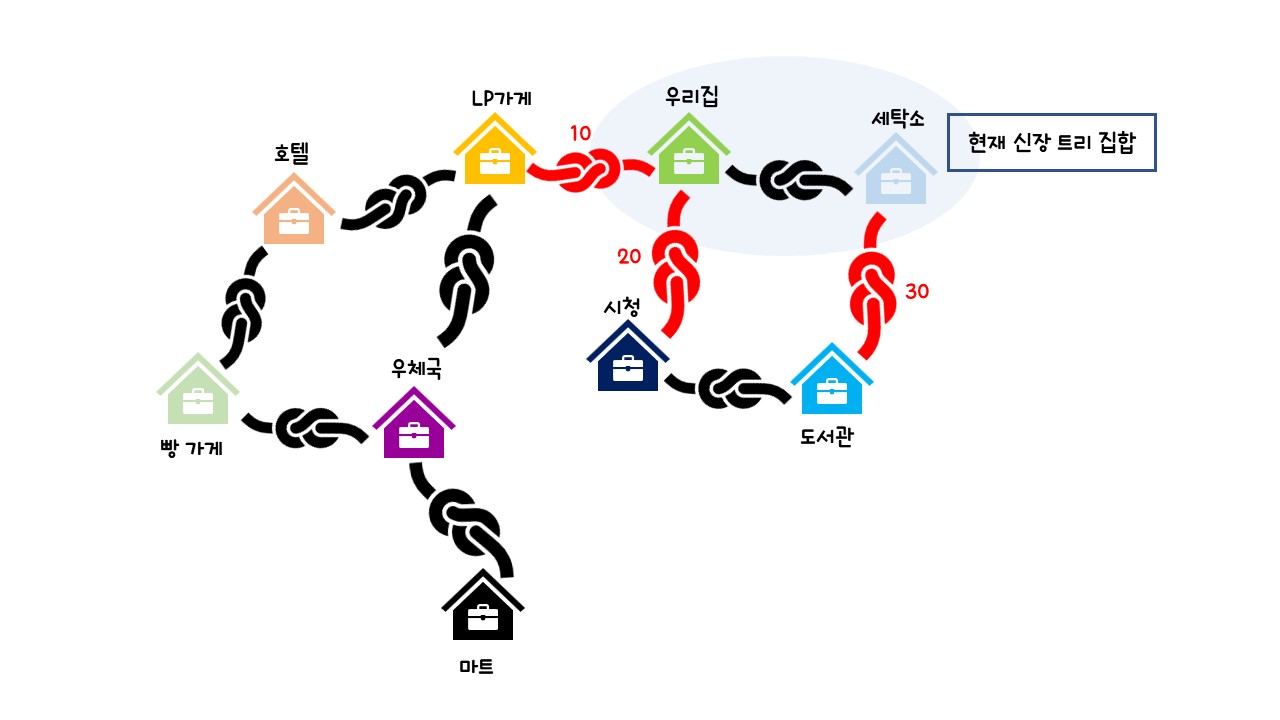 LP가게
우리집
세탁소
10
현재 신장 트리 집합
호텔
20
30
시청
우체국
빵 가게
도서관
마트